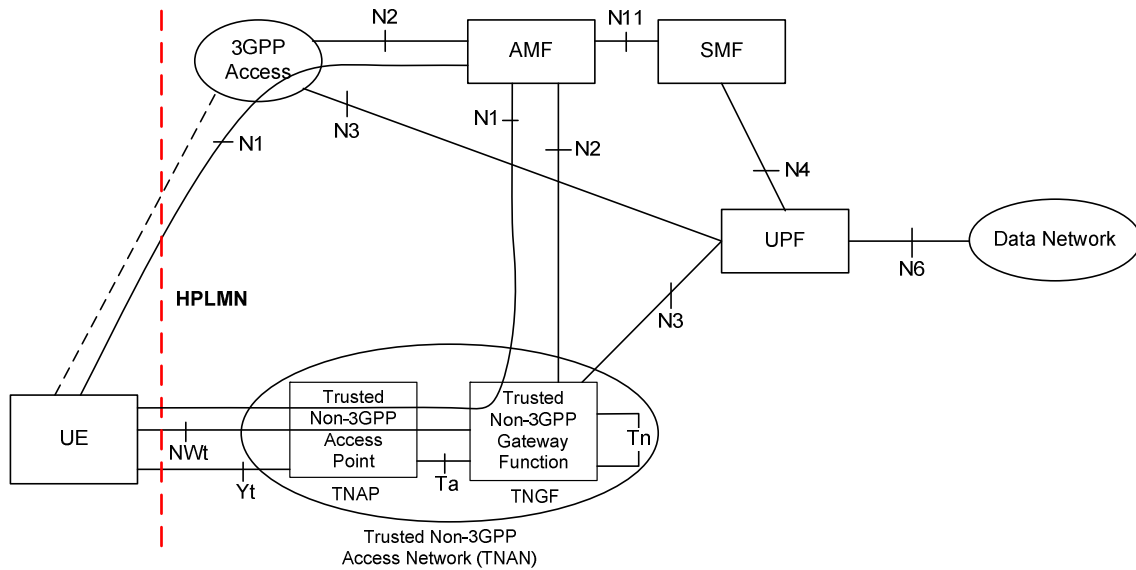 N2
N11
3GPP
Access
AMF
SMF
N1
N3
N1
N2
N4
UPF
Data Network
N6
HPLMN
N3
UE
Trusted
Non-3GPP
Access
Point
Trusted
Non-3GPP
Gateway
Function
Tn
NWt
Yt
Ta
TNAP
TNGF
Trusted Non-3GPP
Access Network (TNAN)